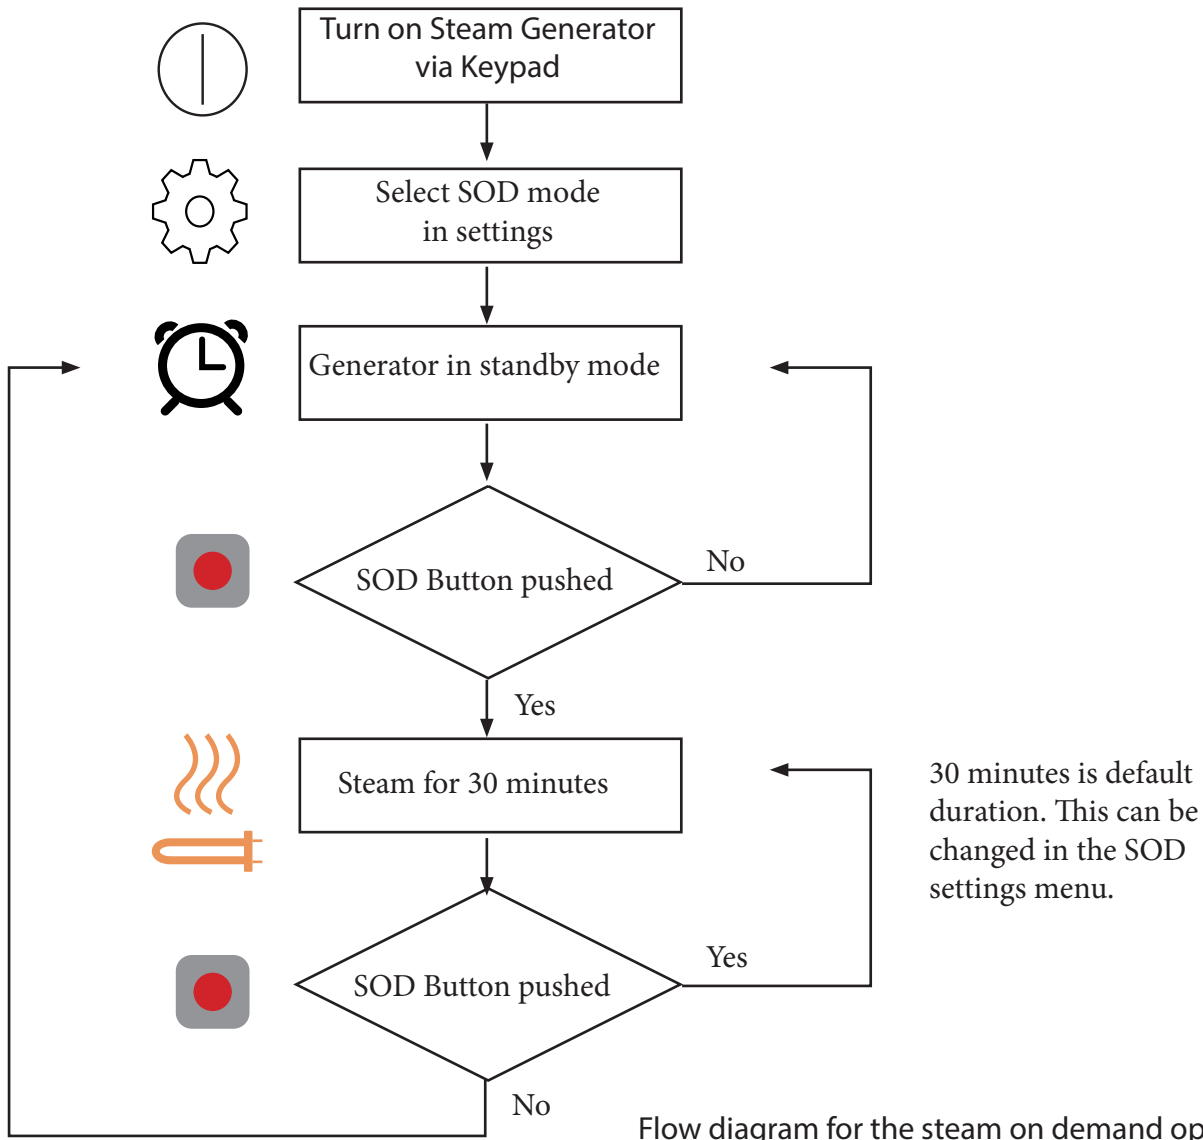 Turn on Steam Generator
via Keypad
Select SOD mode
in settings
Generator in standby mode
SOD Button pushed
No
Yes
Steam for 30 minutes
30 minutes is default
duration. This can be
changed in the SOD
settings menu.
SOD Button pushed
Yes
No
Flow diagram for the steam on demand op